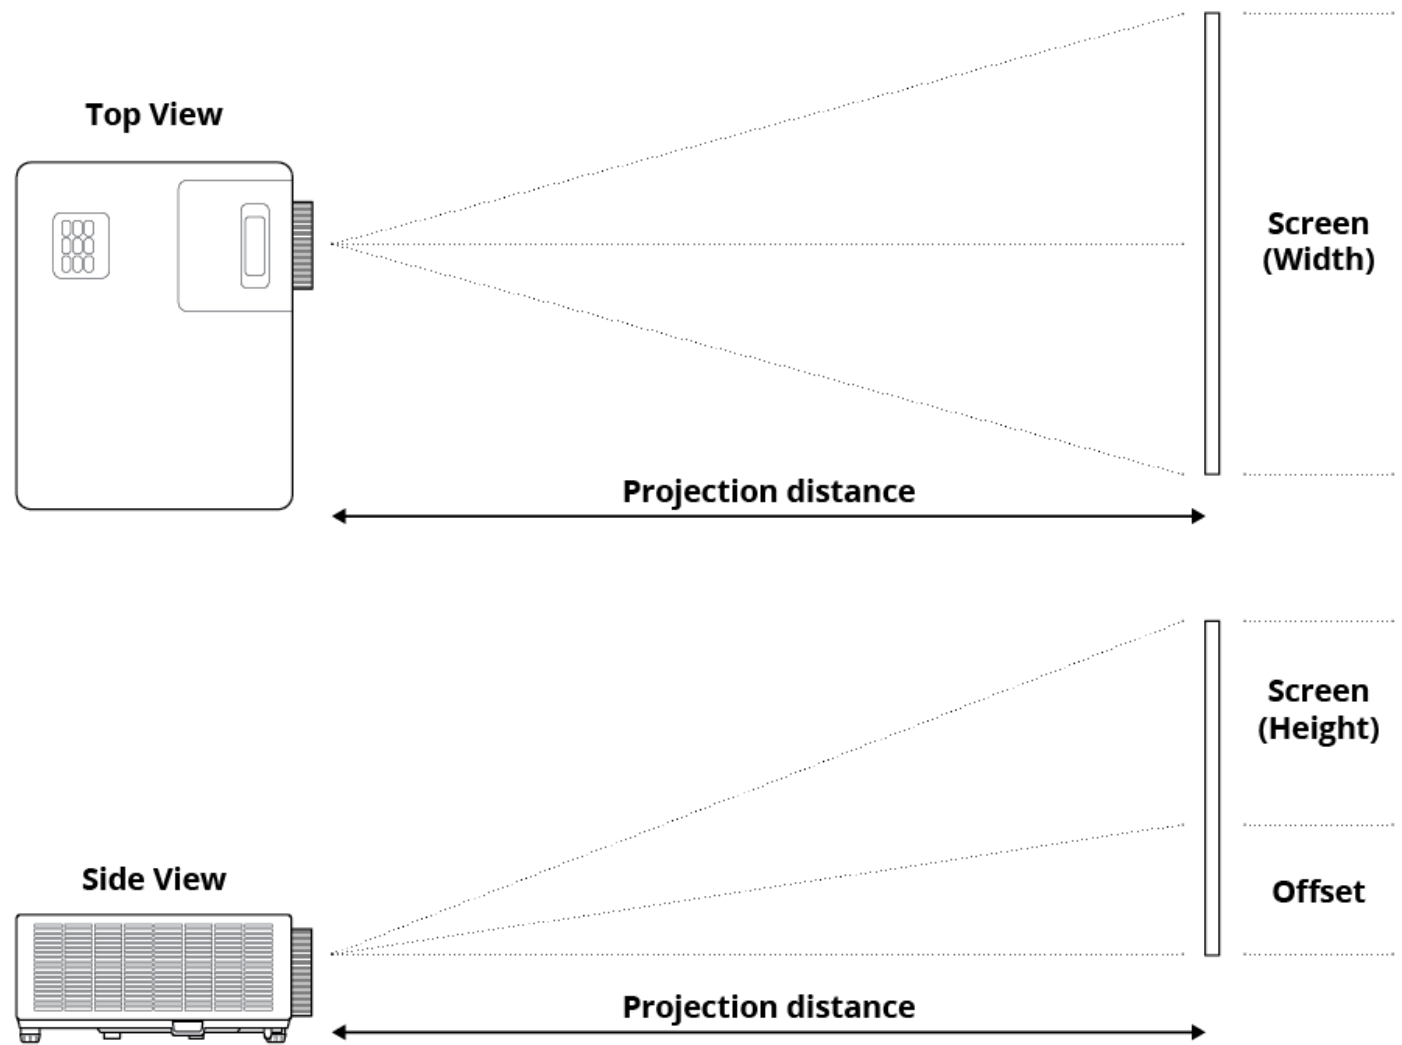 Top View
Screen
(Width)
Projection distance
Screen
(Height)
Side View
Offset
Projection distance